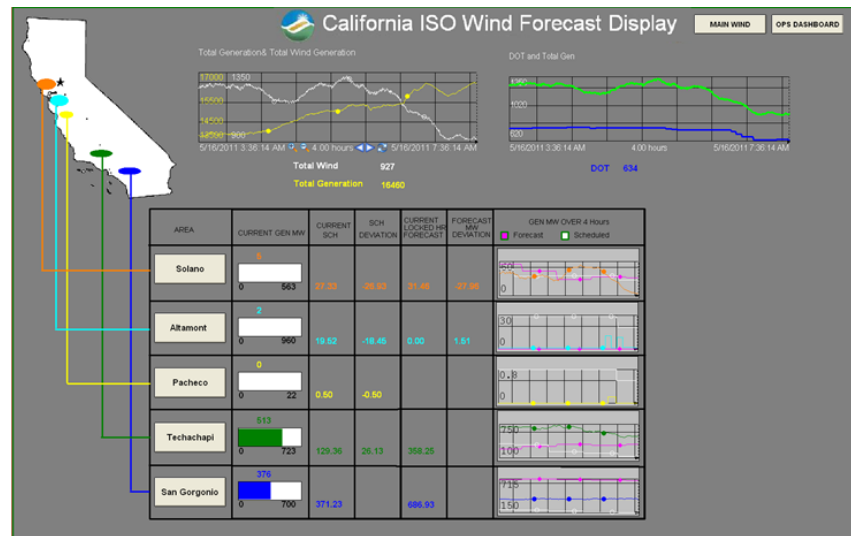 California ISO Wind Forecast Display
MAIN WIND
OPS DASHBOARD
Total Generation& Total Wind Generation
DOT and Total Gen
17000 1350
15500
14500
900
5/16/2011 3:36:14 AM
4.00 hours
5/16/2011 7:36:14 AM
1020
620
5/16/2011 3:36:14 AM
4.00 hours
5/16/2011 7:36:14 AM
Total Wind 927
Total Generation 16460
DOT 634
AREA
CURRENT GEN MW
CURRENT SCH
SCH DEVIATION
CURRENT LOCKED HR FORECAST
FORECAST MW DEVIATION
GEN MW OVER 4 Hours
Forecast
Scheduled
Solano
5
0 563
27.33
31.46
0
Altamont
2
0 960
19.52
0.00
1.51
30
0
Pacheco
0
0 22
0.50
-0.50
0.8
0
Techachapi
513
0 723
129.36
26.13
358.25
750
100
San Gorgonio
376
0 700
371.23
686.93
715
150